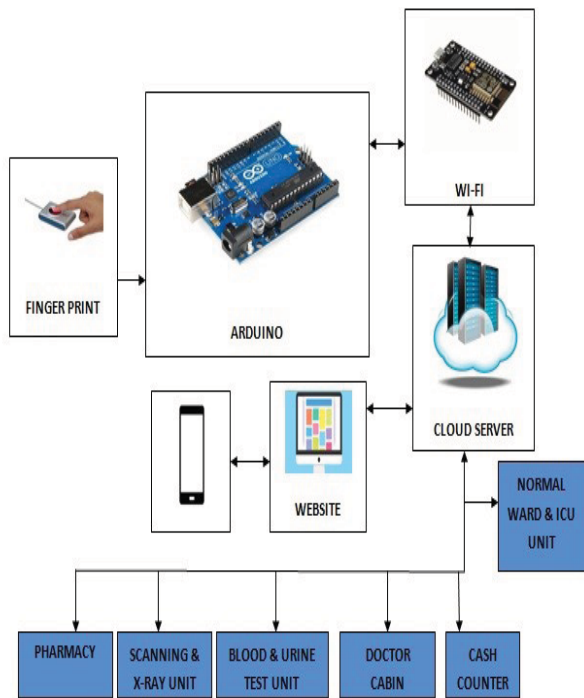 WI-FI
FINGER PRINT
ARDUINO
UNO
CLOUD SERVER
WEBSITE
NORMAL
WARD & ICU
UNIT
PHARMACY
SCANNING &
X-RAY UNIT
BLOOD & URINE
TEST UNIT
DOCTOR
CABIN
CASH
COUNTER